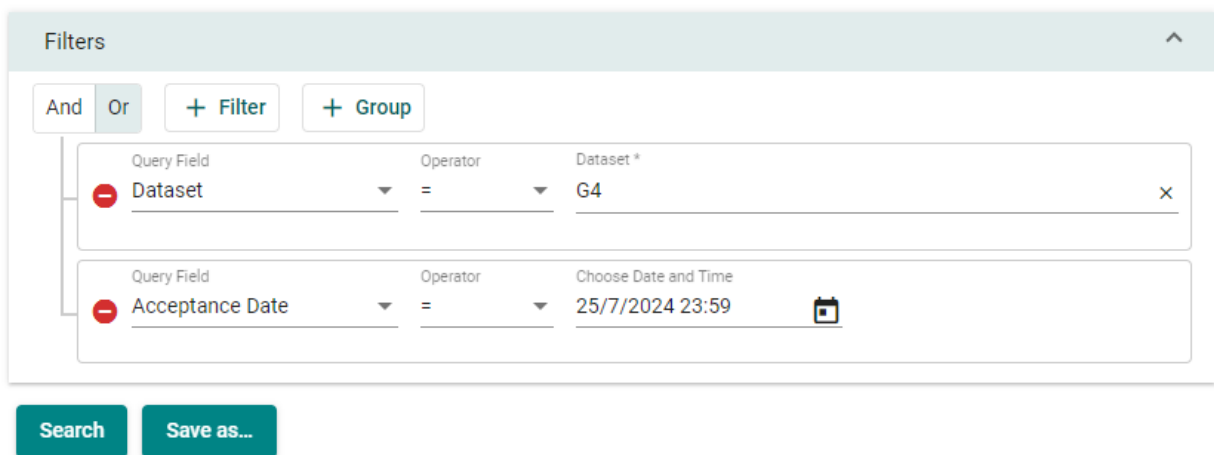 Filters
And Or + Filter + Group
Query Field Operator Dataset *
Dataset = G4
Query Field Operator Choose Date and Time
Acceptance Date = 25/7/2024 23:59
Search Save as...